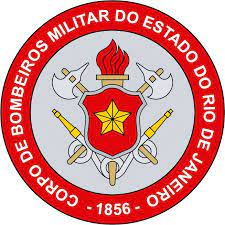 CORPO DE BOMBEIROS MILITAR DO ESTADO DO RIO DE JANEIRO
- 1856 -